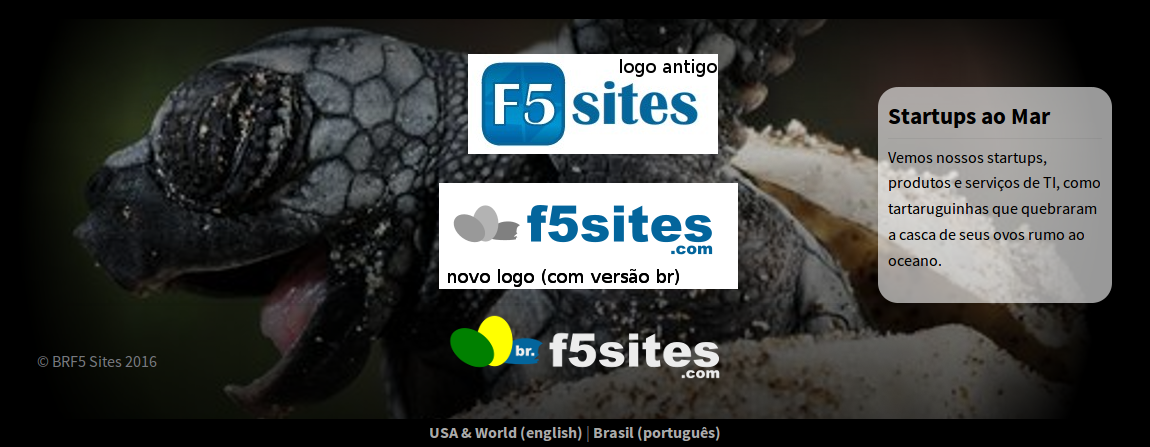 logo antigo
F5 sites
f5sites
.com
novo logo (com versão br)
br. f5sites
.com
Startups ao Mar
Vemos nossos startups,
produtos e serviços de TI, como
tartaruguinhas que quebraram
a casca de seus ovos rumo ao
oceano.
© BRF5 Sites 2016
USA & World (english) | Brasil (português)